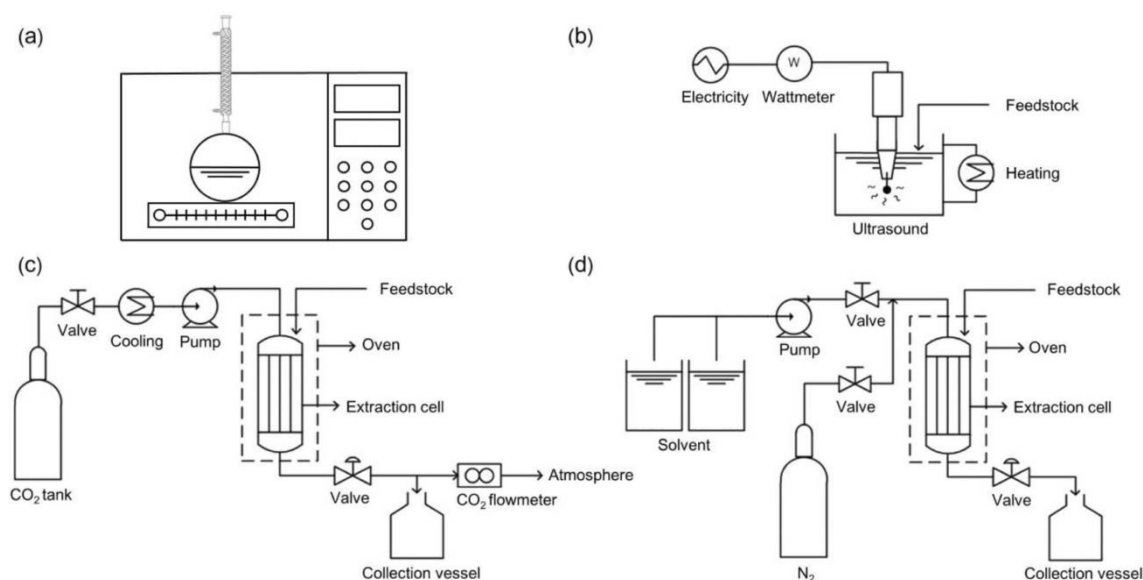 (a)
(b)
W
Electricity
Wattmeter
Feedstock
Heating
Ultrasound
(c)
Valve
Cooling
Pump
Feedstock
Oven
Extraction cell
CO₂ tank
Valve
CO₂ flowmeter
Atmosphere
Collection vessel
(d)
Pump
Valve
Feedstock
Oven
Solvent
Valve
Extraction cell
N₂
Valve
Collection vessel